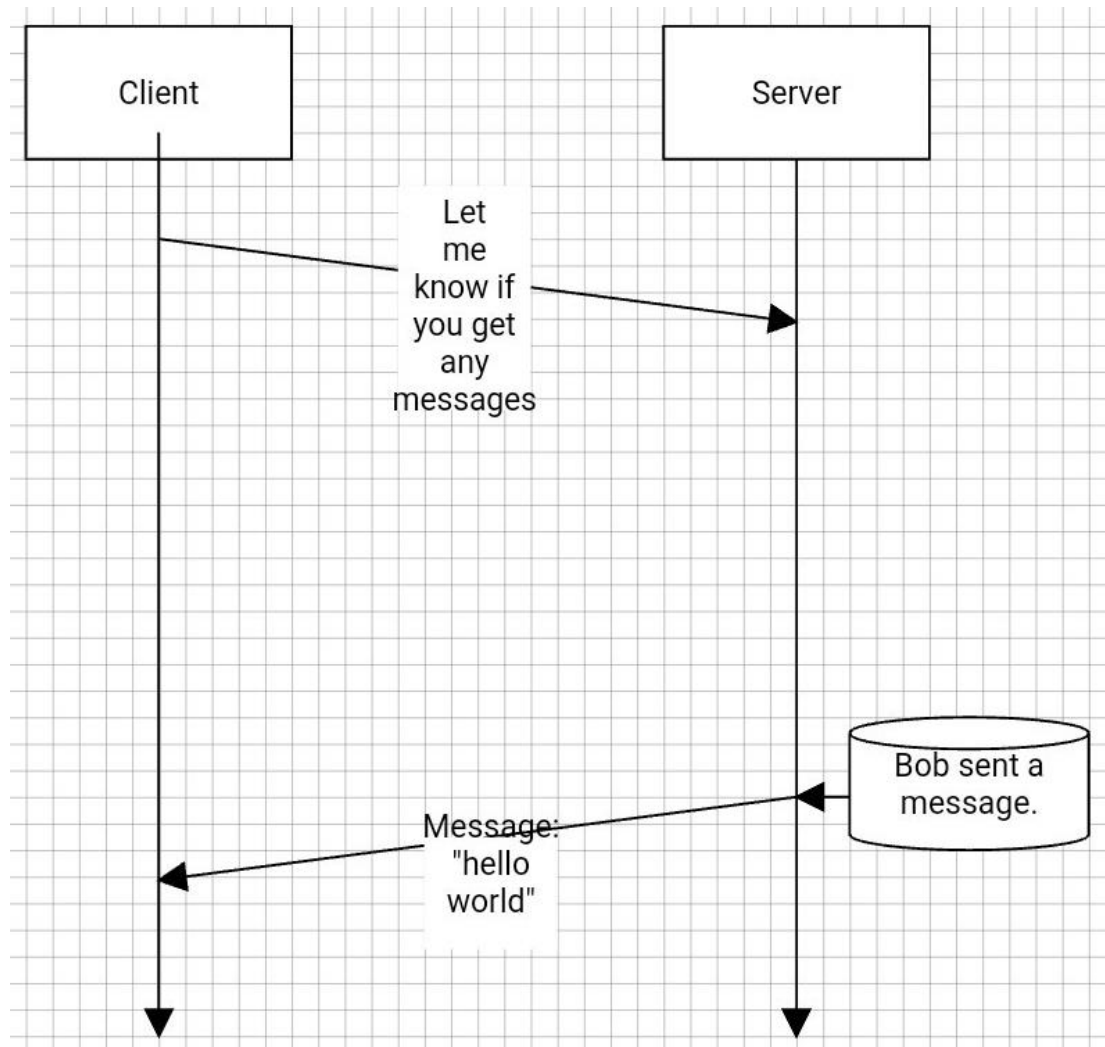 Client
Server
Let
me
know if
you get
any
messages
Bob sent a
message.
Message:
"hello
world"